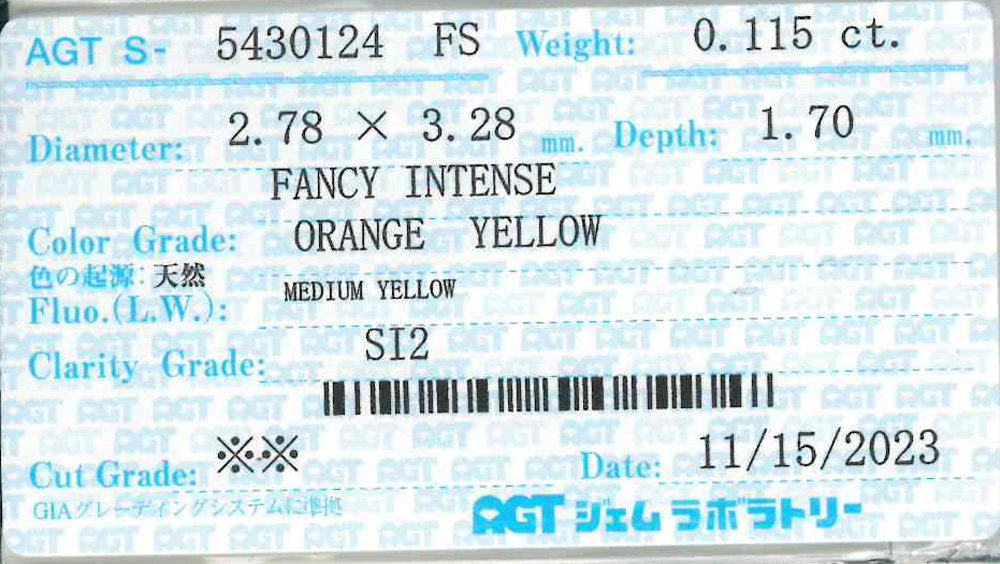 AGT S- 5430124 FS Weight: 0.115 ct.
Diameter: 2.78 × 3.28 mm. Depth: 1.70 mm.
FANCY INTENSE
Color Grade: ORANGE YELLOW
色の起源: 天然
Fluo.(L.W.): MEDIUM YELLOW
Clarity Grade: SI2
Cut Grade: ※※ Date: 11/15/2023
GIAグレーディングシステムに準拠
AGT ジェムラボラトリー